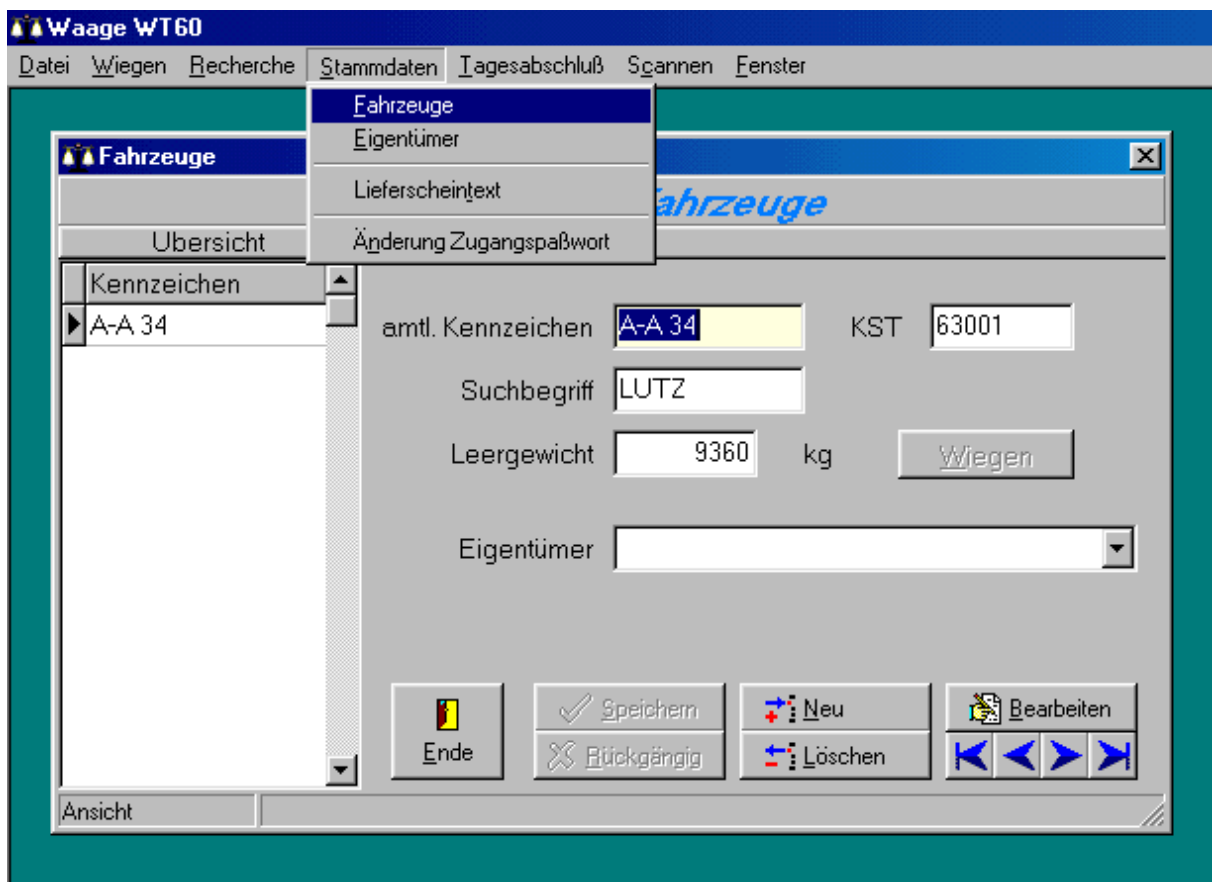 Waage WT60
Datei Wiegen Recherche Stammdaten Tagesabschluß Scannen Fenster
Fahrzeuge
Eigentümer
Lieferscheintext
Änderung Zugangspaßwort
Fahrzeuge
ahrzeuge
Ubersicht
Kennzeichen
A-A 34
amtl. Kennzeichen A-A 34 KST 63001
Suchbegriff LUTZ
Leergewicht 9360 kg Wiegen
Eigentümer
Ende
Speichern Neu Bearbeiten
Rückgängig Löschen
Ansicht